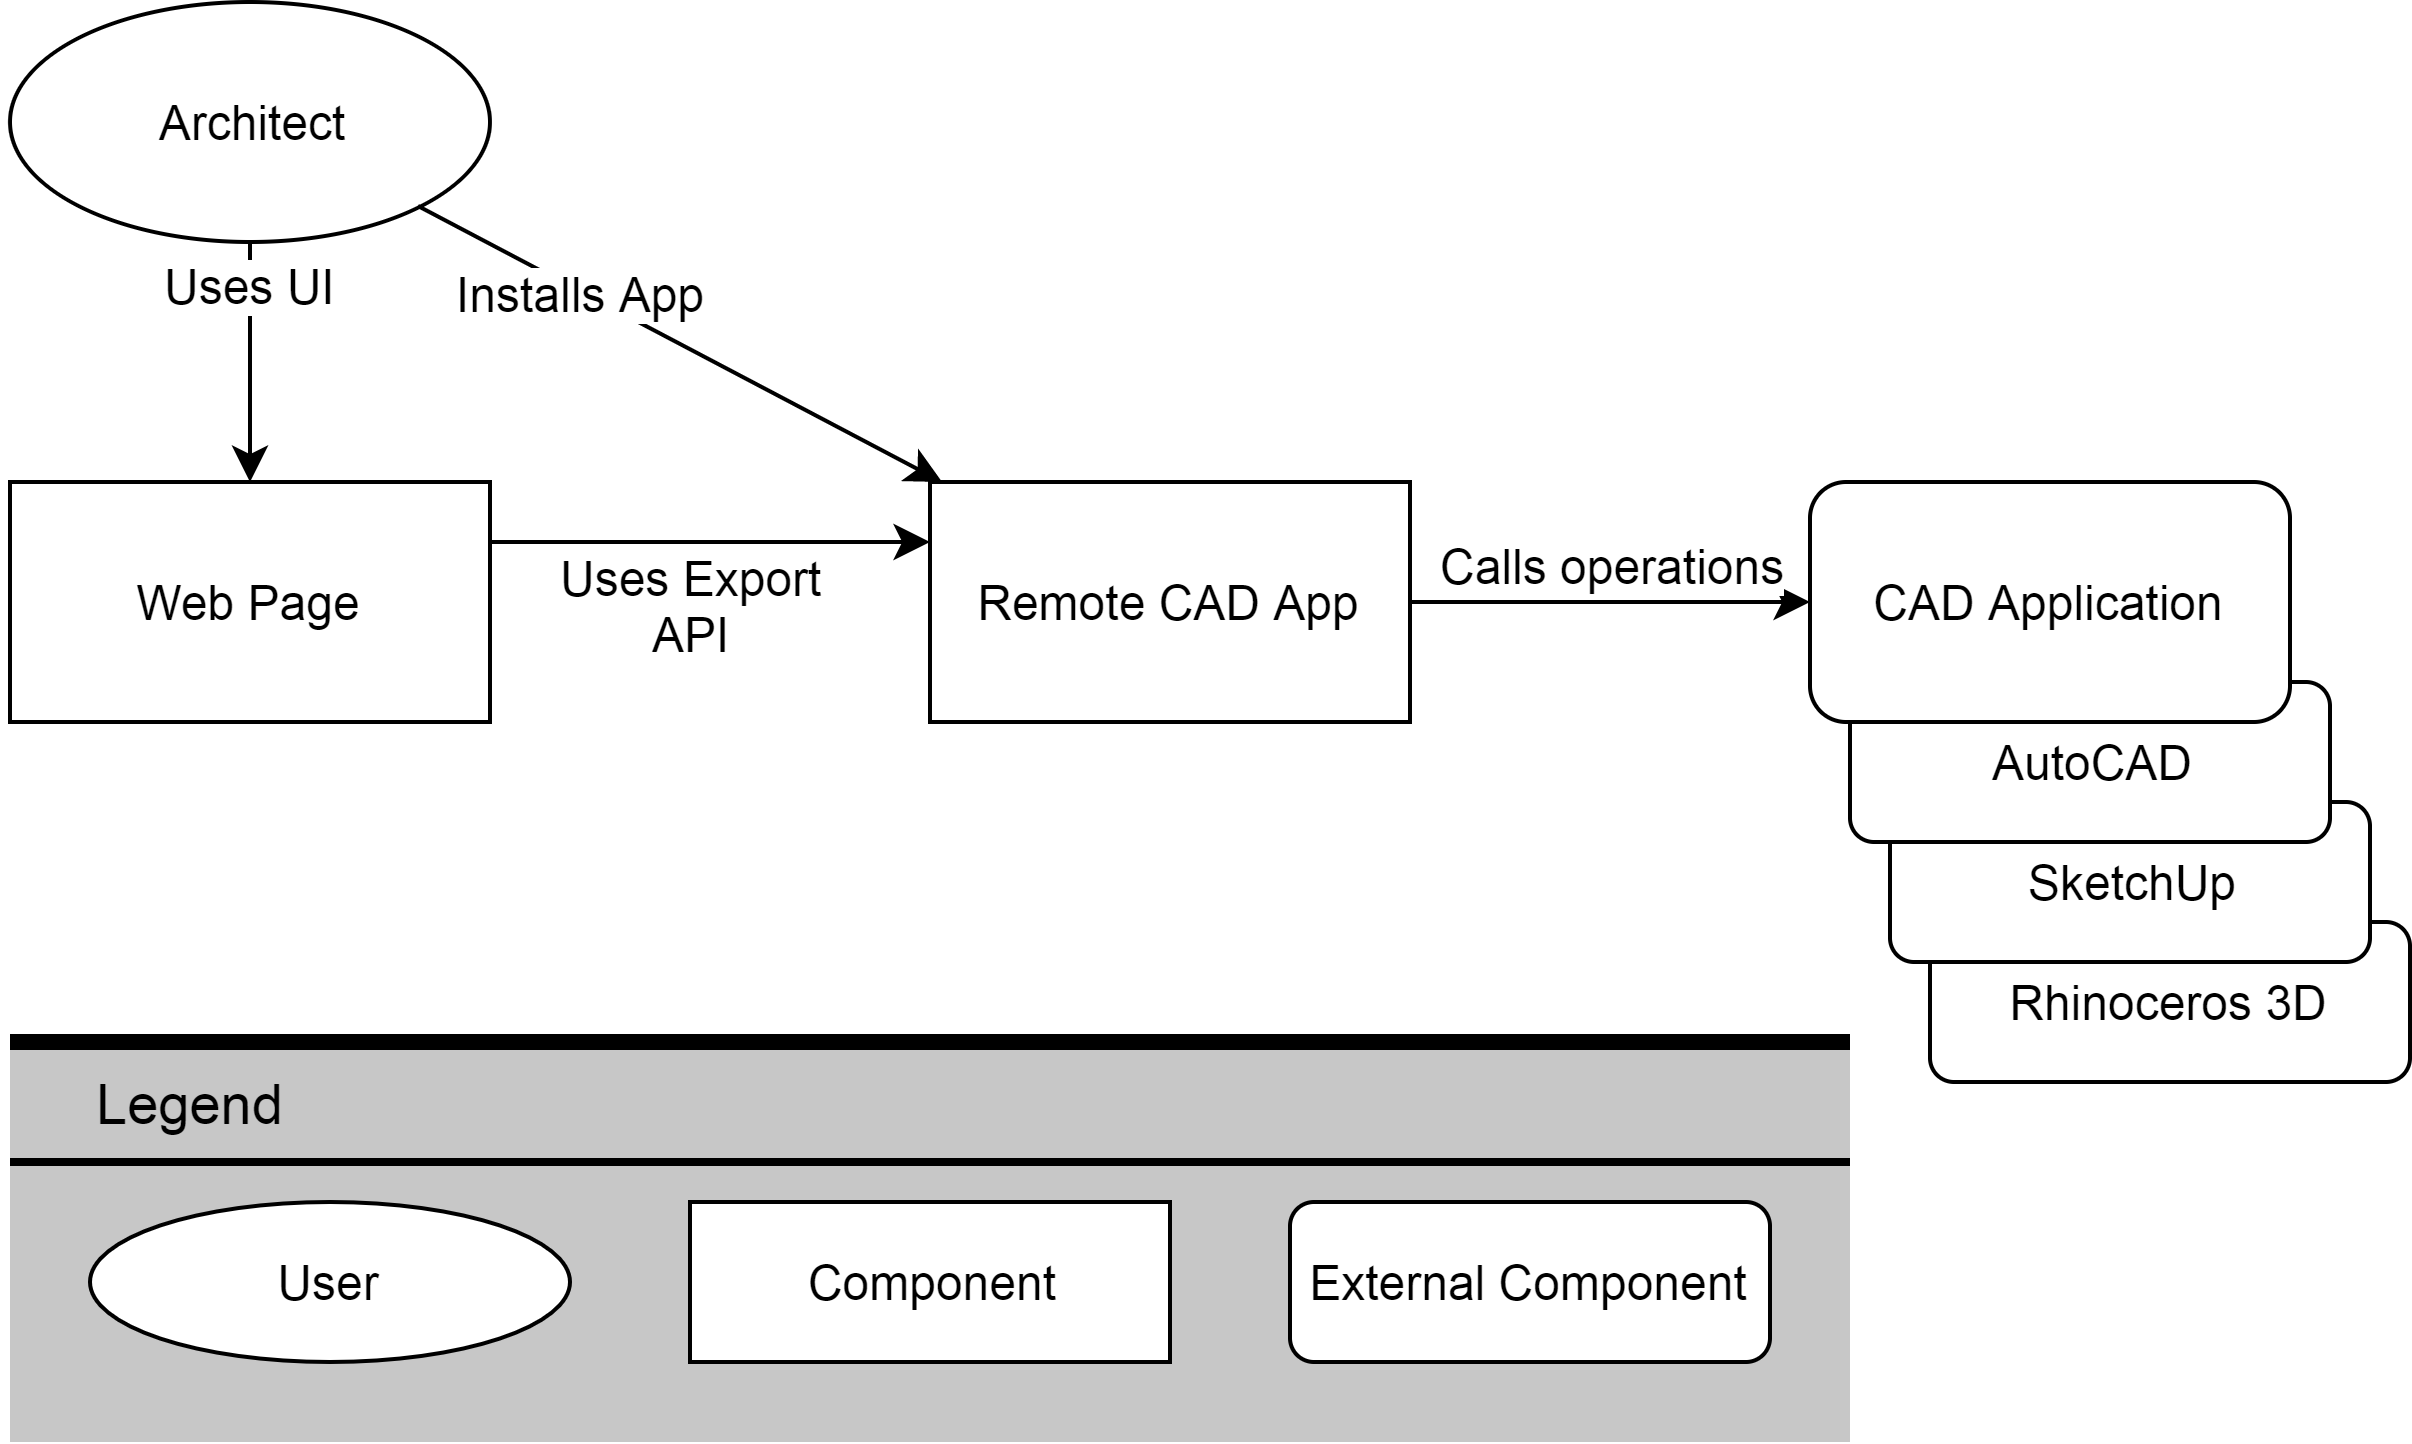 Architect
Uses UI
Installs App
Web Page
Uses Export
API
Remote CAD App
Calls operations
CAD Application
AutoCAD
SketchUp
Rhinoceros 3D
Legend
User
Component
External Component